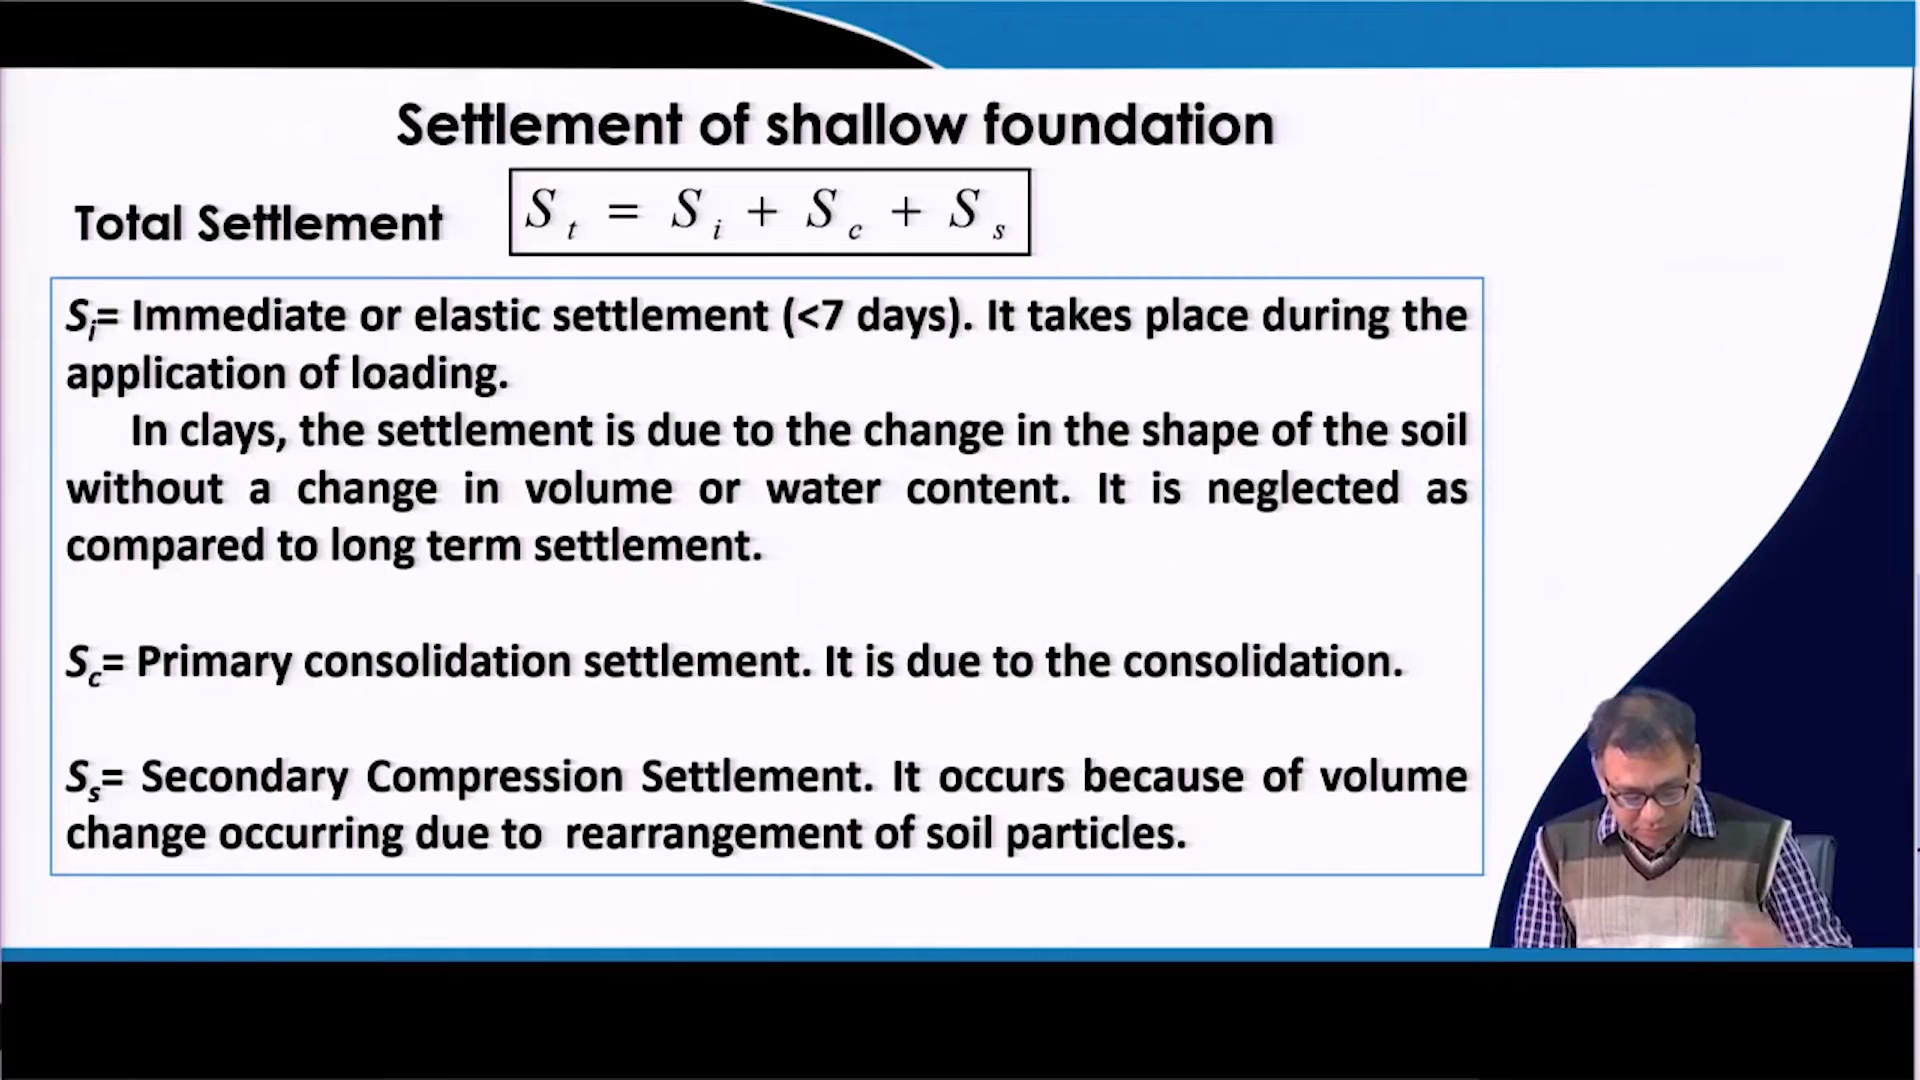 Settlement of shallow foundation
Total Settlement
S_t = S_i + S_c + S_s
S_i= Immediate or elastic settlement (<7 days). It takes place during the
application of loading.
In clays, the settlement is due to the change in the shape of the soil
without a change in volume or water content. It is neglected as
compared to long term settlement.
S_c= Primary consolidation settlement. It is due to the consolidation.
S_s= Secondary Compression Settlement. It occurs because of volume
change occurring due to rearrangement of soil particles.